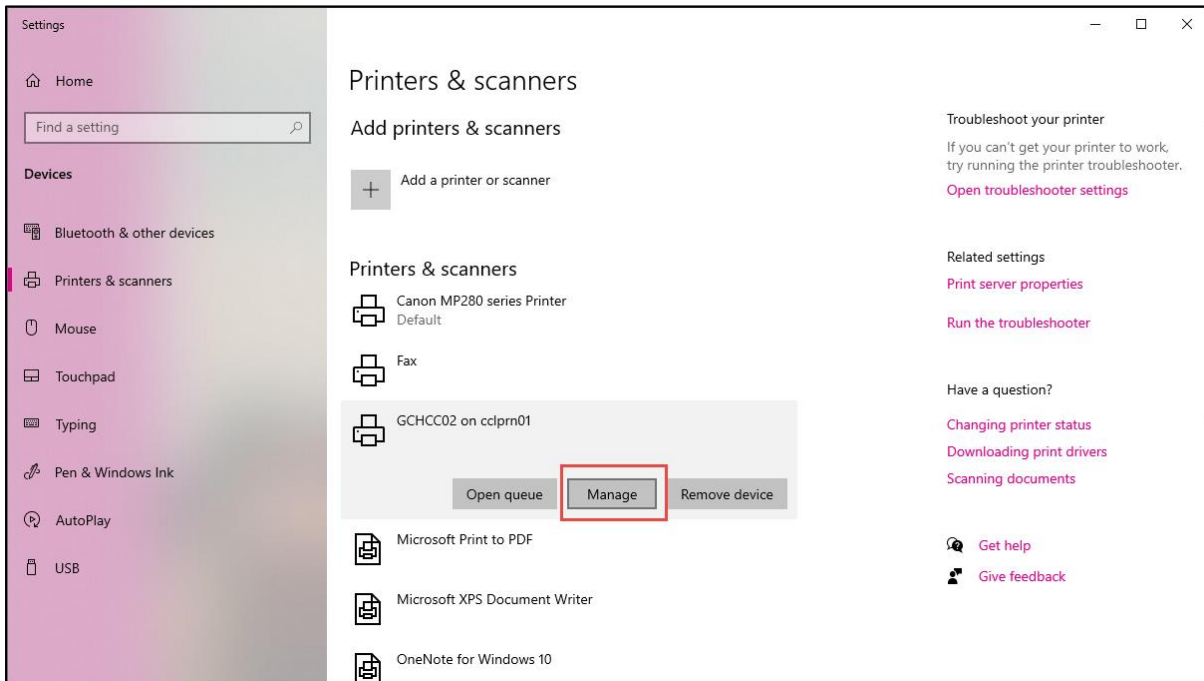 Settings
Home
Find a setting
Devices
Bluetooth & other devices
Printers & scanners
Mouse
Touchpad
Typing
Pen & Windows Ink
AutoPlay
USB
Printers & scanners
Add printers & scanners
Add a printer or scanner
Printers & scanners
Canon MP280 series Printer
Default
Fax
GCHCC02 on cclprn01
Open queue
Manage
Remove device
Microsoft Print to PDF
Microsoft XPS Document Writer
OneNote for Windows 10
Troubleshoot your printer
If you can't get your printer to work,
try running the printer troubleshooter.
Open troubleshooter settings
Related settings
Print server properties
Run the troubleshooter
Have a question?
Changing printer status
Downloading print drivers
Scanning documents
Get help
Give feedback